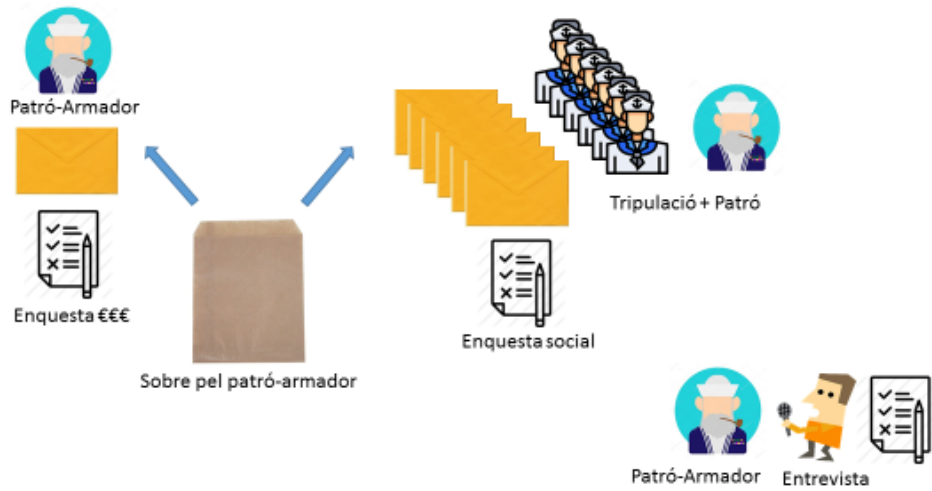 Patró-Armador
Tripulació + Patró
Enquesta €€€
Enquesta social
Sobre pel patró-armador
Patró-Armador
Entrevista